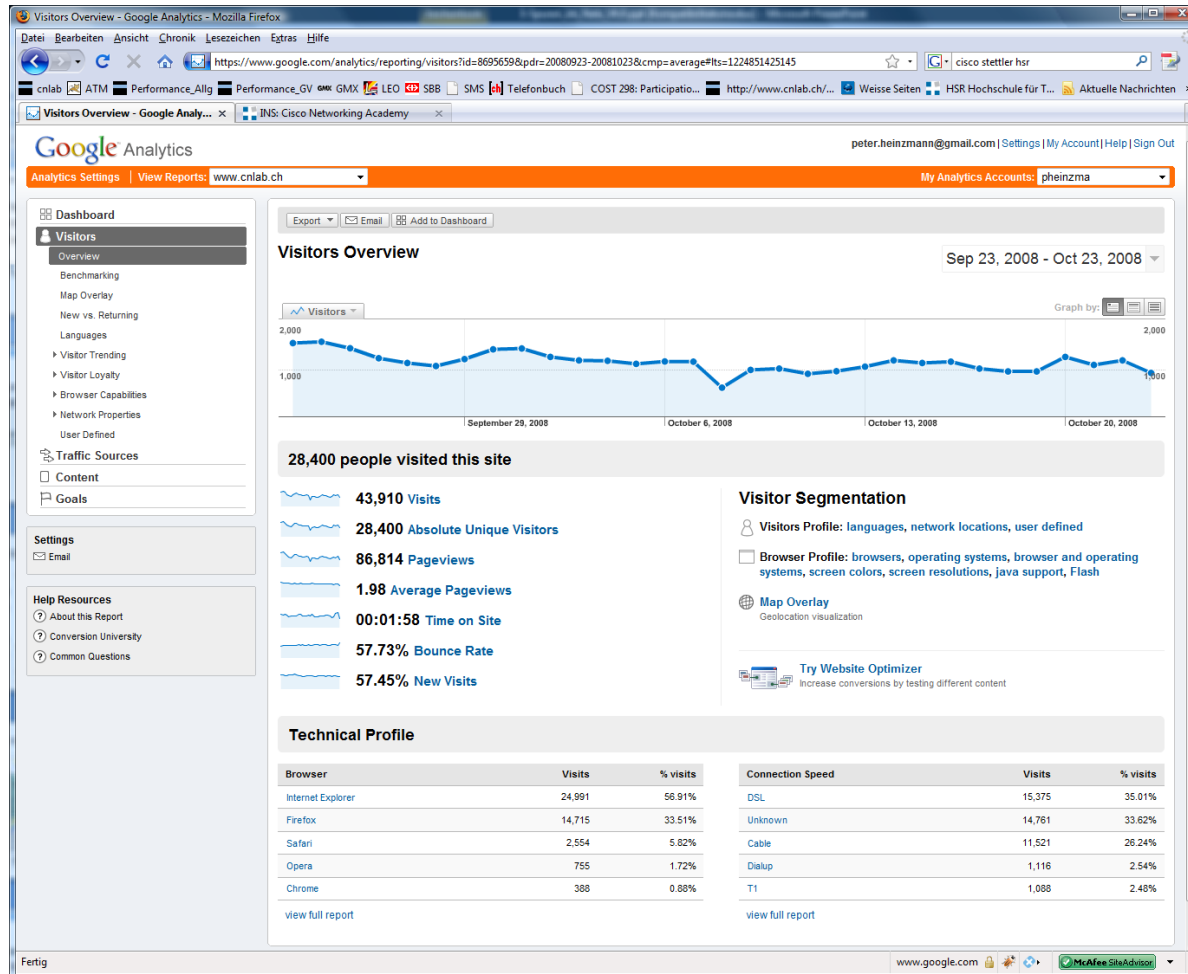 Visitors Overview - Google Analytics - Mozilla Firefox
Datei Bearbeiten Ansicht Chronik Lesezeichen Extras Hilfe
https://www.google.com/analytics/reporting/visitors?id=8695659&pdr=20080923-20081023&cmp=average#lts=1224851425145
cisco stettler hsr
cnlab ATM Performance_Allg Performance_GV GMX GMX LEO SBB SMS Telefonbuch COST 298: Participatio... http://www.cnlab.ch/... Weisse Seiten HSR Hochschule für T... Aktuelle Nachrichten
Visitors Overview - Google Analy... INS: Cisco Networking Academy
Google Analytics
peter.heinzmann@gmail.com | Settings | My Account | Help | Sign Out
Analytics Settings | View Reports: www.cnlab.ch
My Analytics Accounts: pheinzma
Dashboard
Visitors
Overview
Benchmarking
Map Overlay
New vs. Returning
Languages
Visitor Trending
Visitor Loyalty
Browser Capabilities
Network Properties
User Defined
Traffic Sources
Content
Goals
Settings
Email
Help Resources
About this Report
Conversion University
Common Questions
Export Email Add to Dashboard
Visitors Overview
Sep 23, 2008 - Oct 23, 2008
Visitors
Graph by:
2,000 2,000
1,000 1,000
September 29, 2008 October 6, 2008 October 13, 2008 October 20, 2008
28,400 people visited this site
43,910 Visits
28,400 Absolute Unique Visitors
86,814 Pageviews
1.98 Average Pageviews
00:01:58 Time on Site
57.73% Bounce Rate
57.45% New Visits
Visitor Segmentation
Visitors Profile: languages, network locations, user defined
Browser Profile: browsers, operating systems, browser and operating
systems, screen colors, screen resolutions, java support, Flash
Map Overlay
Geolocation visualization
Try Website Optimizer
Increase conversions by testing different content
Technical Profile
Browser Visits % visits
Internet Explorer 24,991 56.91%
Firefox 14,715 33.51%
Safari 2,554 5.82%
Opera 755 1.72%
Chrome 388 0.88%
view full report
Connection Speed Visits % visits
DSL 15,375 35.01%
Unknown 14,761 33.62%
Cable 11,521 26.24%
Dialup 1,116 2.54%
T1 1,088 2.48%
view full report
Fertig
www.google.com
McAfee SiteAdvisor